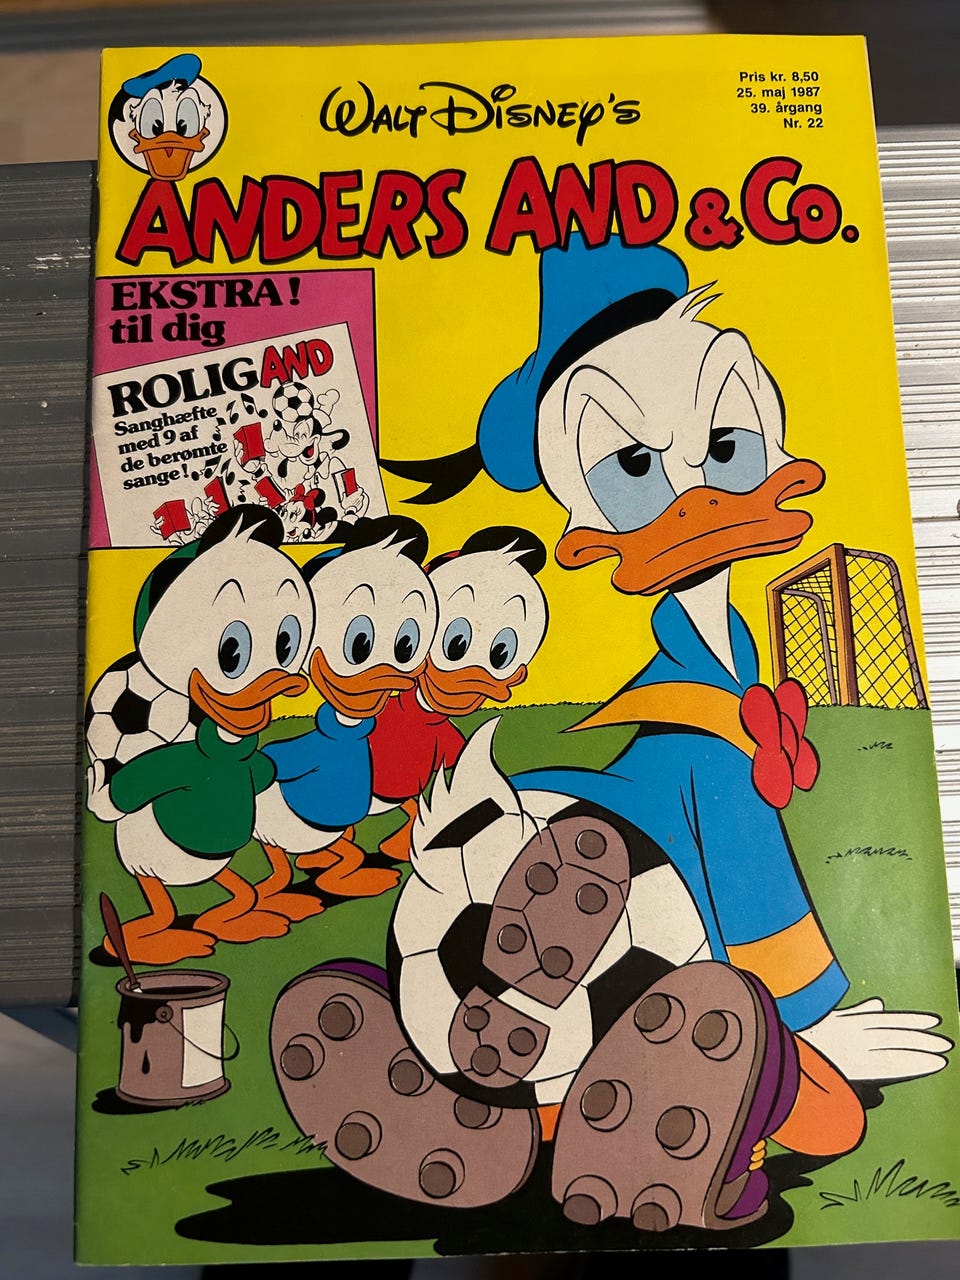 WALT DISNEY'S
Pris kr. 8,50
25. maj 1987
39. årgang
Nr. 22
ANDERS AND & Co.
EKSTRA!
til dig
ROLIGAND
Sanghæfte
med 9 af
de berømte
sange!